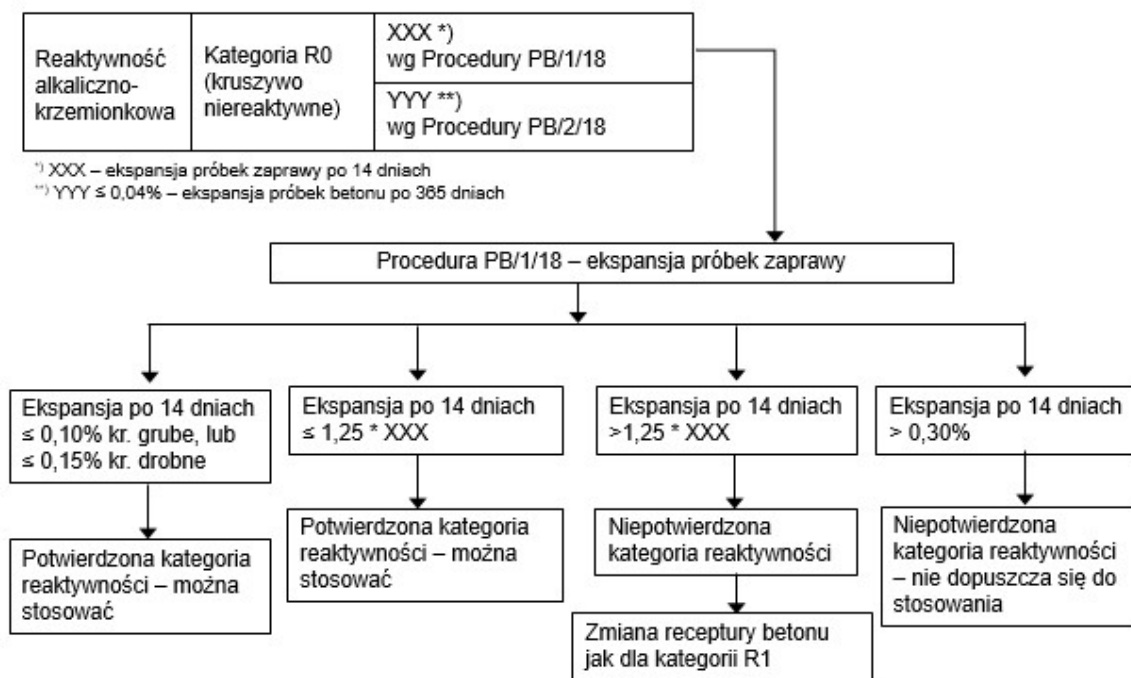 Reaktywność
alkaliczno-
krzemionkowa
Kategoria R0
(kruszywo
niereaktywne)
XXX *)
wg Procedury PB/1/18
YYY **)
wg Procedury PB/2/18
*) XXX – ekspansja próbek zaprawy po 14 dniach
**) YYY ≤ 0,04% – ekspansja próbek betonu po 365 dniach
Procedura PB/1/18 – ekspansja próbek zaprawy
Ekspansja po 14 dniach
≤ 0,10% kr. grube, lub
≤ 0,15% kr. drobne
Ekspansja po 14 dniach
≤ 1,25 * XXX
Ekspansja po 14 dniach
>1,25 * XXX
Ekspansja po 14 dniach
> 0,30%
Potwierdzona kategoria
reaktywności – można
stosować
Potwierdzona kategoria
reaktywności – można
stosować
Niepotwierdzona
kategoria reaktywności
Niepotwierdzona
kategoria reaktywności
– nie dopuszcza się do
stosowania
Zmiana receptury betonu
jak dla kategorii R1